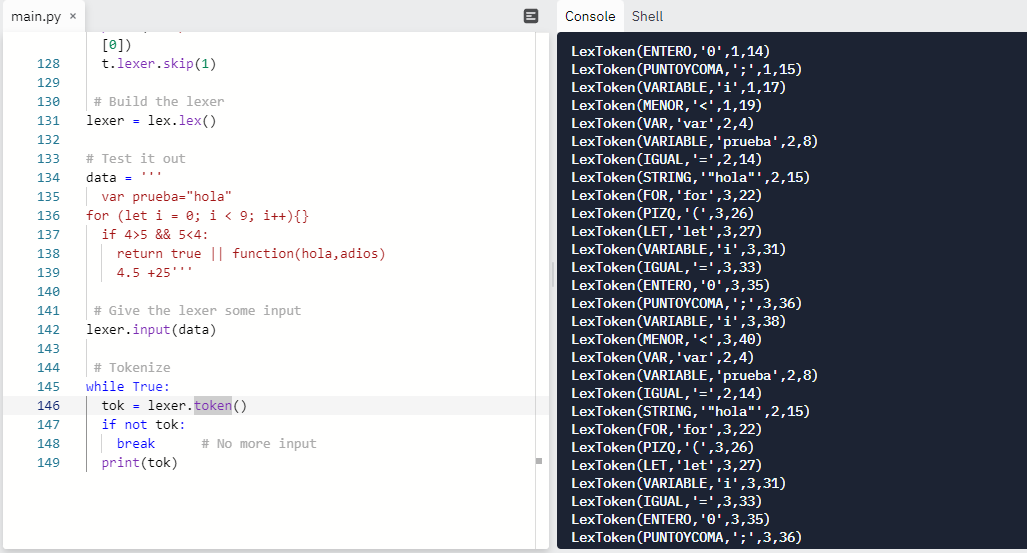 main.py ×
[0])
128 t.lexer.skip(1)
129
130 # Build the lexer
131 lexer = lex.lex()
132
133 # Test it out
134 data = '''
135 var prueba="hola"
136 for (let i = 0; i < 9; i++){}
137 if 4>5 && 5<4:
138 return true || function(hola,adios)
139 4.5 +25'''
140
141 # Give the lexer some input
142 lexer.input(data)
143
144 # Tokenize
145 while True:
146 tok = lexer.token()
147 if not tok:
148 break # No more input
149 print(tok)
Console Shell
LexToken(ENTERO,'0',1,14)
LexToken(PUNTOYCOMA,';',1,15)
LexToken(VARIABLE,'i',1,17)
LexToken(MENOR,'<',1,19)
LexToken(VAR,'var',2,4)
LexToken(VARIABLE,'prueba',2,8)
LexToken(IGUAL,'=',2,14)
LexToken(STRING,'"hola"',2,15)
LexToken(FOR,'for',3,22)
LexToken(PIZQ,'(',3,26)
LexToken(LET,'let',3,27)
LexToken(VARIABLE,'i',3,31)
LexToken(IGUAL,'=',3,33)
LexToken(ENTERO,'0',3,35)
LexToken(PUNTOYCOMA,';',3,36)
LexToken(VARIABLE,'i',3,38)
LexToken(MENOR,'<',3,40)
LexToken(VAR,'var',2,4)
LexToken(VARIABLE,'prueba',2,8)
LexToken(IGUAL,'=',2,14)
LexToken(STRING,'"hola"',2,15)
LexToken(FOR,'for',3,22)
LexToken(PIZQ,'(',3,26)
LexToken(LET,'let',3,27)
LexToken(VARIABLE,'i',3,31)
LexToken(IGUAL,'=',3,33)
LexToken(ENTERO,'0',3,35)
LexToken(PUNTOYCOMA,';',3,36)